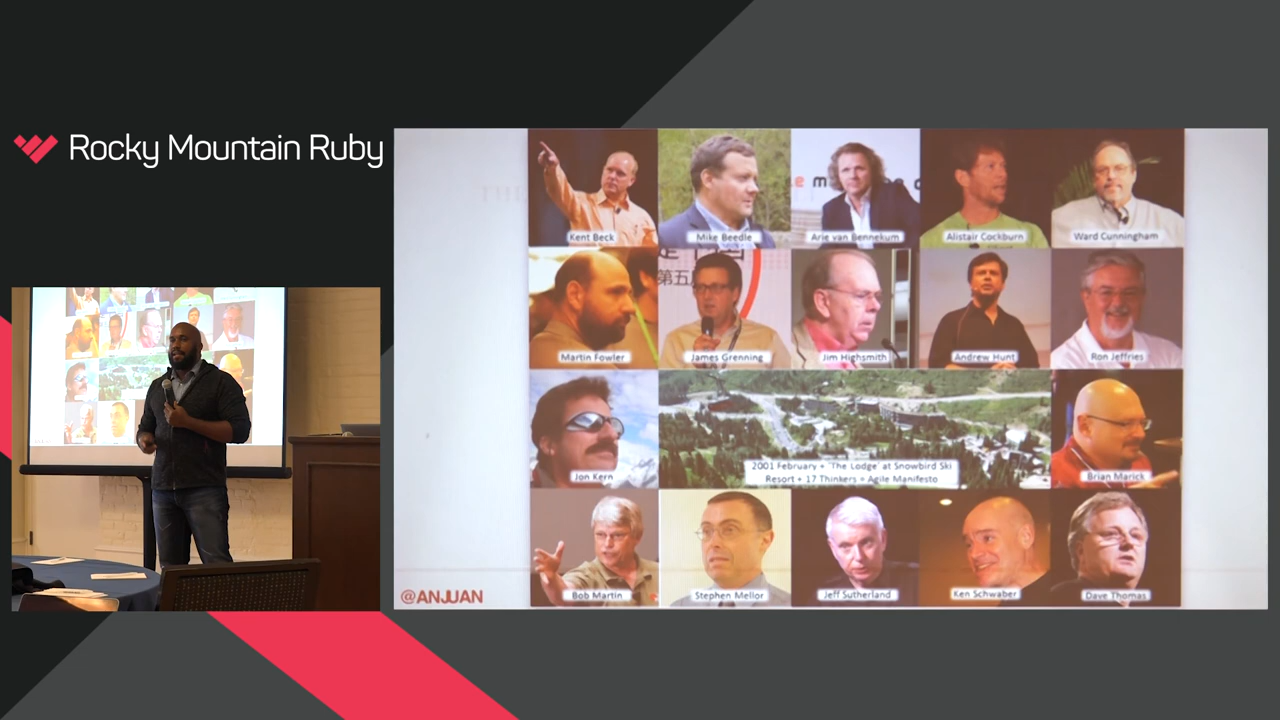 Rocky Mountain Ruby
Kent Beck
Mike Beedle
Arie van Bennekum
Alistair Cockburn
Ward Cunningham
第五
Martin Fowler
James Grenning
Jim Highsmith
Andrew Hunt
Ron Jeffries
Jon Kern
2001 February + 'The Lodge' at Snowbird Ski
Resort + 17 Thinkers = Agile Manifesto
Brian Marick
Bob Martin
Stephen Mellor
Jeff Sutherland
Ken Schwaber
Dave Thomas
@ANJUAN